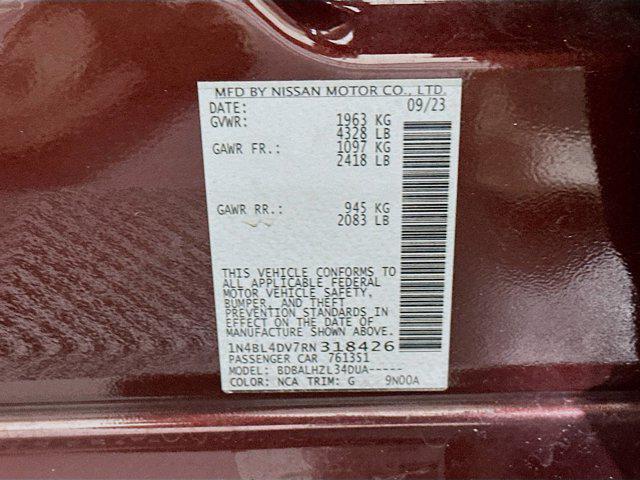 MFD BY NISSAN MOTOR CO., LTD.
DATE: 09/23
GVWR: 1963 KG
4328 LB
GAWR FR.: 1097 KG
2418 LB
GAWR RR.: 945 KG
2083 LB
THIS VEHICLE CONFORMS TO
ALL APPLICABLE FEDERAL
MOTOR VEHICLE SAFETY,
BUMPER, AND THEFT
PREVENTION STANDARDS IN
EFFECT ON THE DATE OF
MANUFACTURE SHOWN ABOVE.
1N4BL4DV7RN318426
PASSENGER CAR 761351
MODEL: BDBALHZL34DUA-----
COLOR: NCA TRIM: G 9N00A